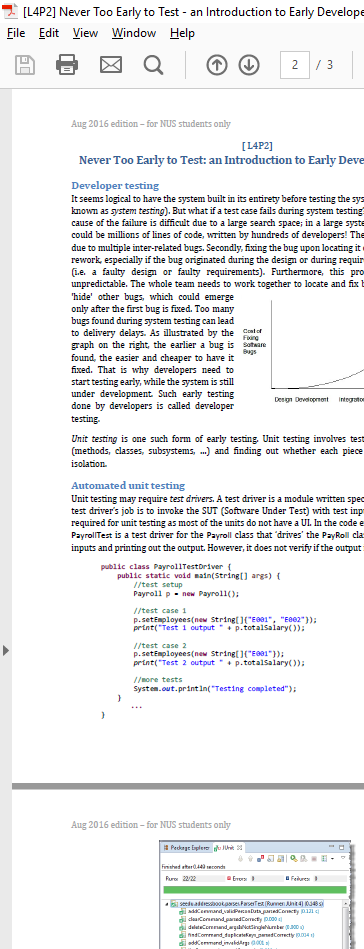 [L4P2] Never Too Early to Test - an Introduction to Early Develope
File Edit View Window Help
2 / 3
Aug 2016 edition – for NUS students only
[ L4P2]
Never Too Early to Test: an Introduction to Early Deve
Developer testing
It seems logical to have the system built in its entirety before testing the sys
known as system testing). But what if a test case fails during system testing?
cause of the failure is difficult due to a large search space; in a large syste
could be millions of lines of code, written by hundreds of developers! The
due to multiple inter-related bugs. Secondly, fixing the bug upon locating it c
rework, especially if the bug originated during the design or during requir
(i.e. a faulty design or faulty requirements). Furthermore, this pro
unpredictable. The whole team needs to work together to locate and fix b
'hide' other bugs, which could emerge
only after the first bug is fixed. Too many
bugs found during system testing can lead
to delivery delays. As illustrated by the
graph on the right, the earlier a bug is
found, the easier and cheaper to have it
fixed. That is why developers need to
start testing early, while the system is still
under development. Such early testing
done by developers is called developer
testing.
Cost of
Fixing
Software
Bugs
Design Development Integratio
Unit testing is one such form of early testing. Unit testing involves test
(methods, classes, subsystems, ...) and finding out whether each piece
isolation.
Automated unit testing
Unit testing may require test drivers. A test driver is a module written spec
test driver's job is to invoke the SUT (Software Under Test) with test inpu
required for unit testing as most of the units do not have a UI. In the code e
PayrollTest is a test driver for the Payroll class that 'drives' the PayRoll cla
inputs and printing out the output. However, it does not verify if the output
public class PayrollTestDriver {
public static void main(String[] args) {
//test setup
Payroll p = new Payroll();
//test case 1
p.setEmployees(new String[]{"E001", "E002"});
print("Test 1 output " + p.totalSalary());
//test case 2
p.setEmployees(new String[]{"E001"});
print("Test 2 output " + p.totalSalary());
//more tests
System.out.println("Testing completed");
}
...
}
Aug 2016 edition – for NUS students only
Package Explorer JUnit
Finished after 0.449 seconds
Runs: 22/22 Errors: 0 Failures: 0
seedu.addressbook.parser.ParserTest [Runner: JUnit 4] (0.148 s)
addCommand_validPersonData_parsedCorrectly (0.121 s)
clearCommand_parsedCorrectly (0.000 s)
deleteCommand_argsIsNotSingleNumber
findCommand_duplicateKeys_parsedCorrectly (0.014 s)
addCommand_invalidArgs